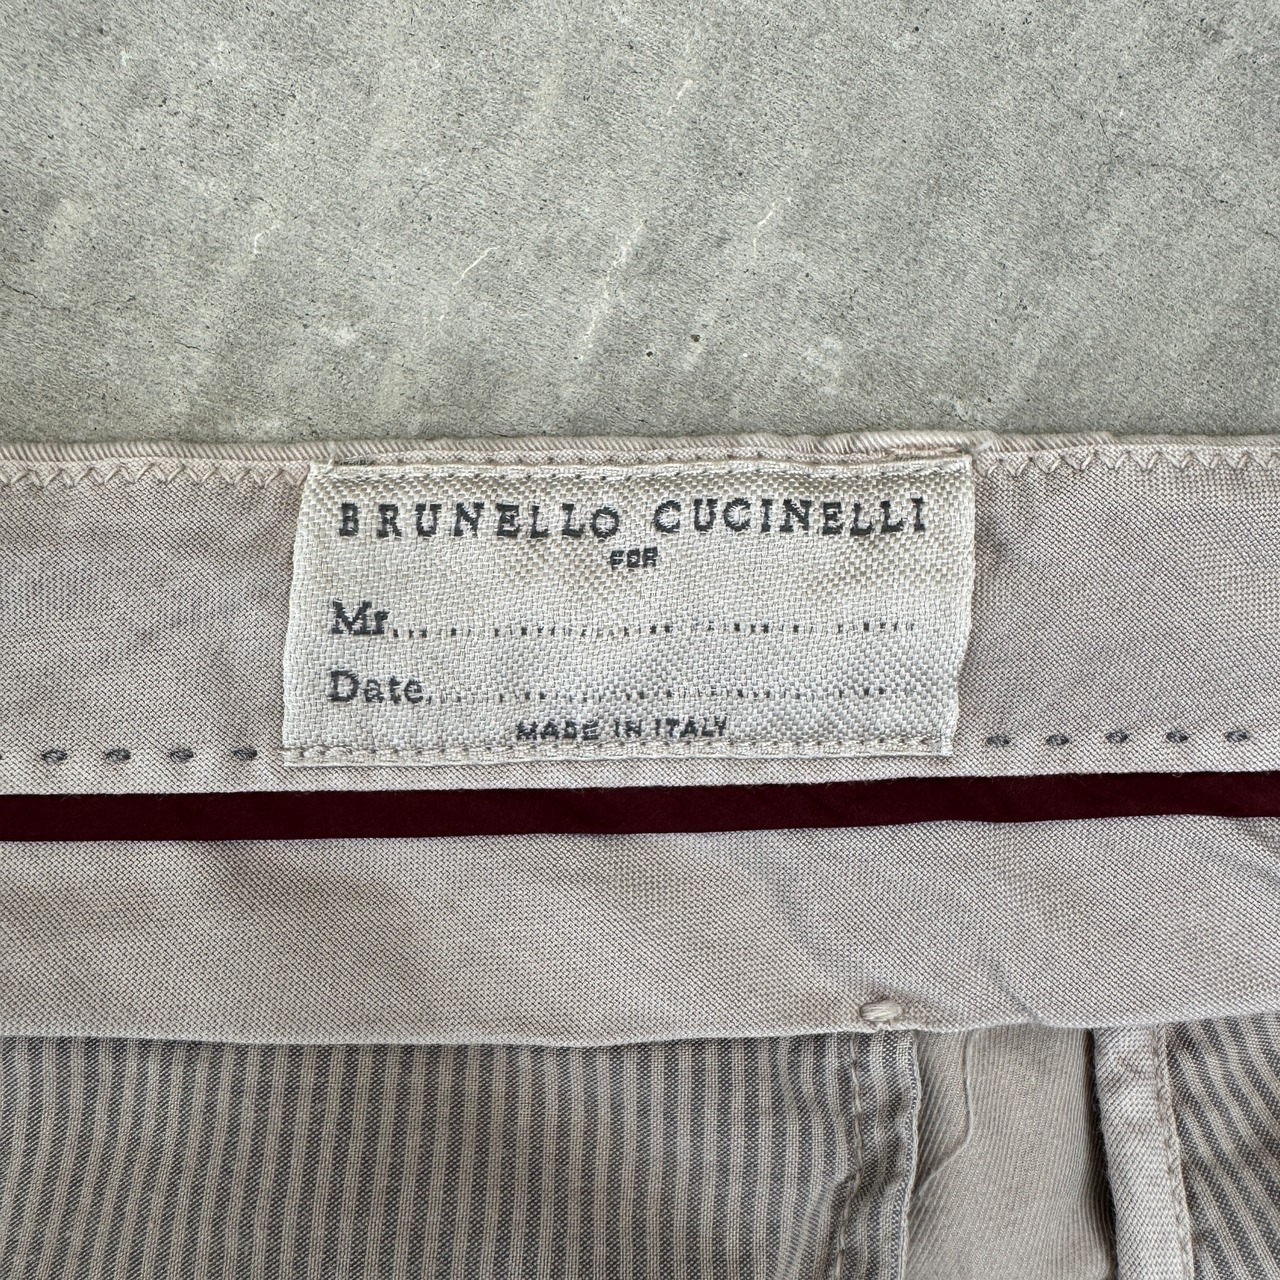 BRUNELLO CUCINELLI
FOR
Mr.......................................................
Date.......................................................
MADE IN ITALY